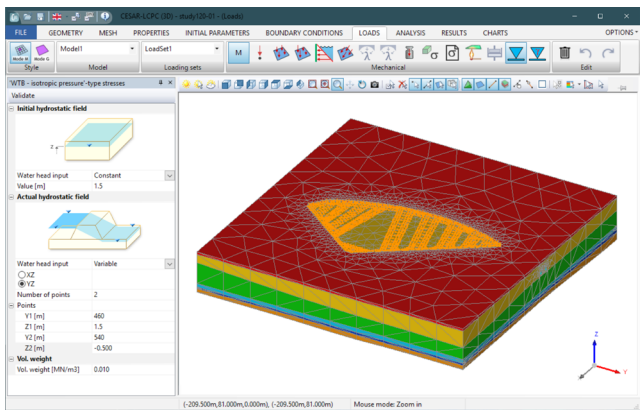 CESAR-LCPC (3D) - study120-01 - (Loads)
FILE GEOMETRY MESH PROPERTIES INITIAL PARAMETERS BOUNDARY CONDITIONS LOADS ANALYSIS RESULTS CHARTS OPTIONS
Mode M Mode G Model1 LoadSet1 M
Style Model Loading sets Mechanical Edit
'WTB - isotropic pressure'-type stresses
Validate
Initial hydrostatic field
Z
Water head input Constant
Value [m] 1.5
Actual hydrostatic field
Water head input Variable
XZ
YZ
Number of points 2
Points
Y1 [m] 460
Z1 [m] 1.5
Y2 [m] 540
Z2 [m] -0.500
Vol. weight
Vol. weight [MN/m3] 0.010
Z
Y
(-209.500m,81.000m,0.000m), (-209.500m,81.000m) Mouse mode: Zoom in